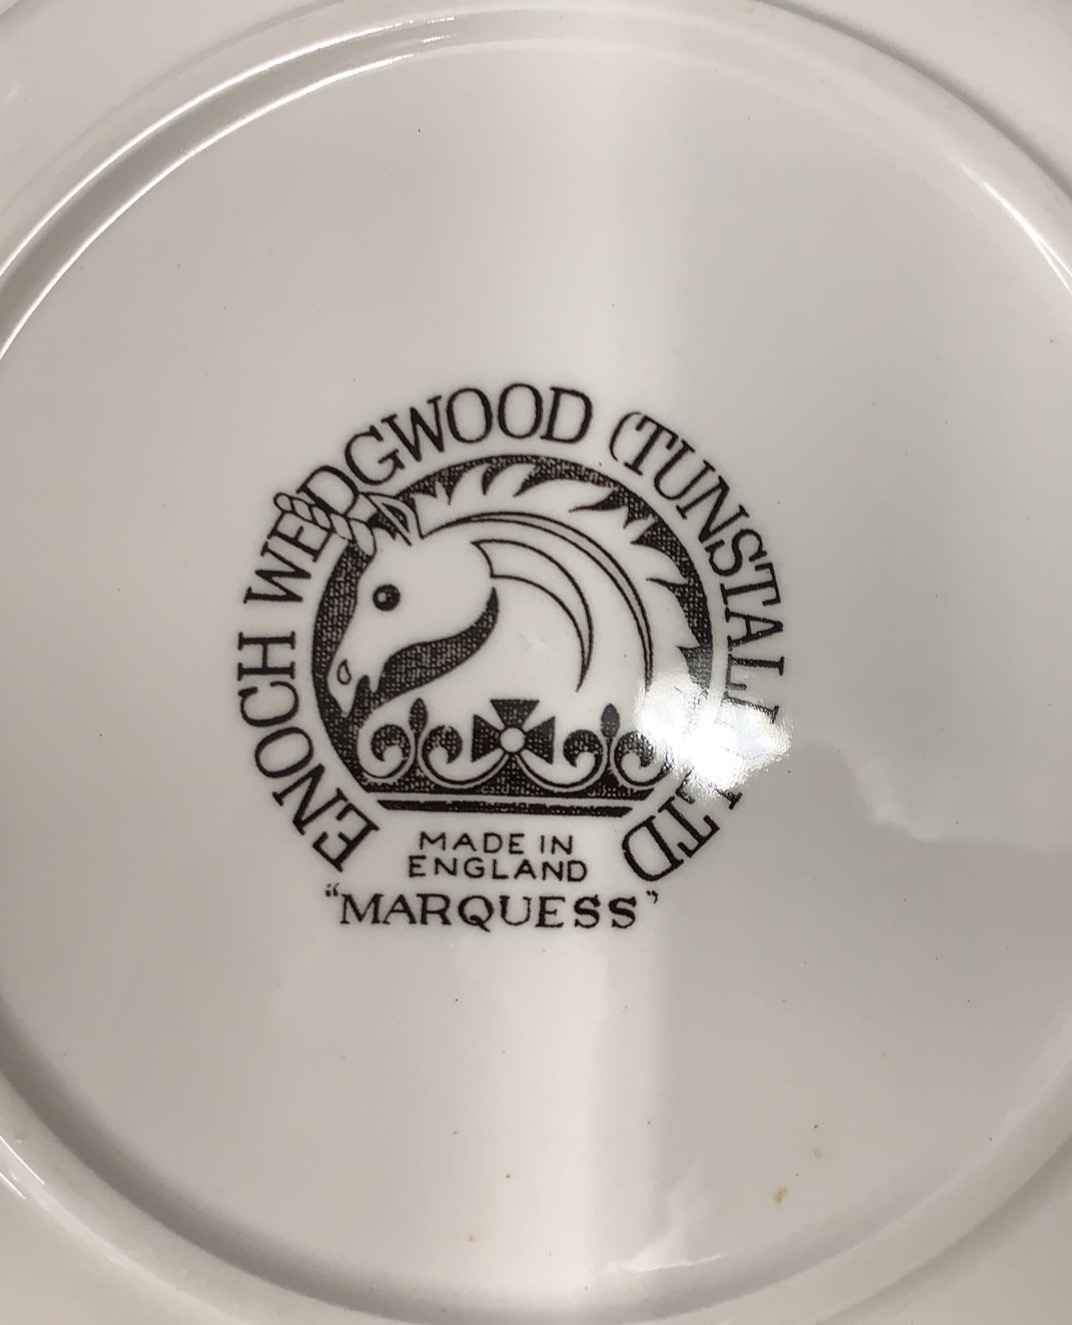 ENOCH WEDGWOOD (TUNSTALL) LTD
MADE IN
ENGLAND
"MARQUESS"